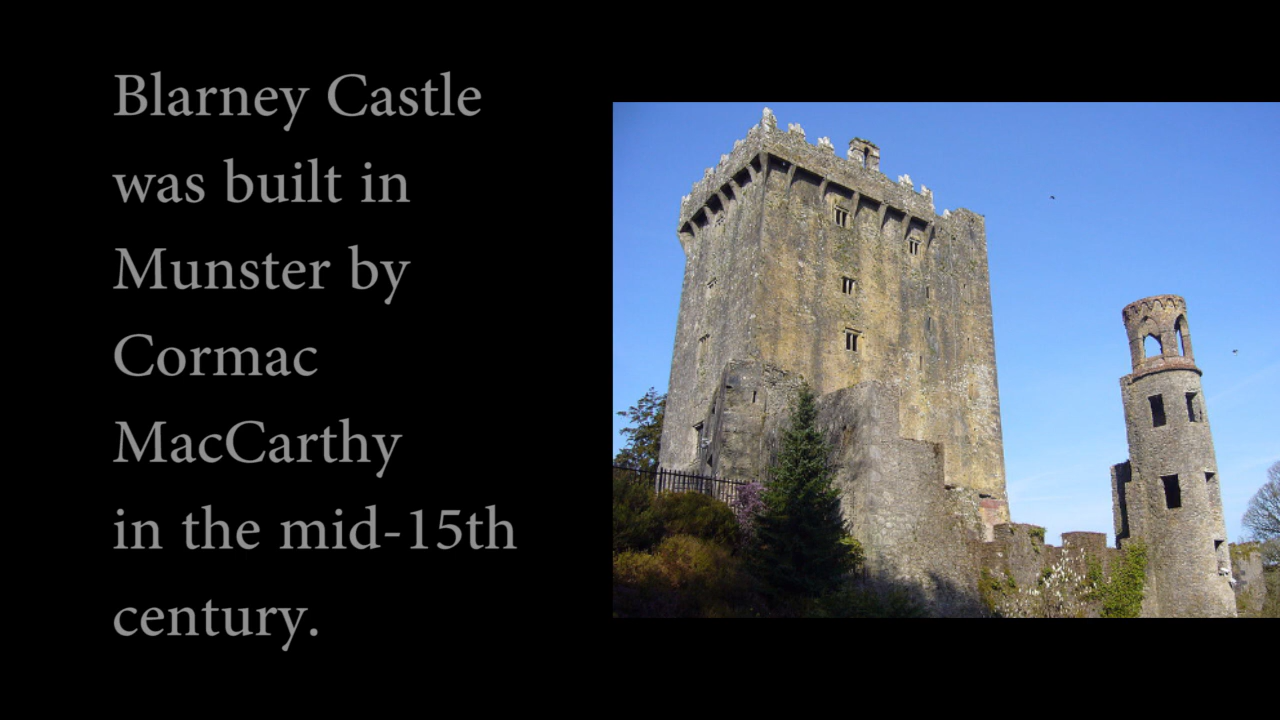 Blarney Castle
was built in
Munster by
Cormac
MacCarthy
in the mid-15th
century.